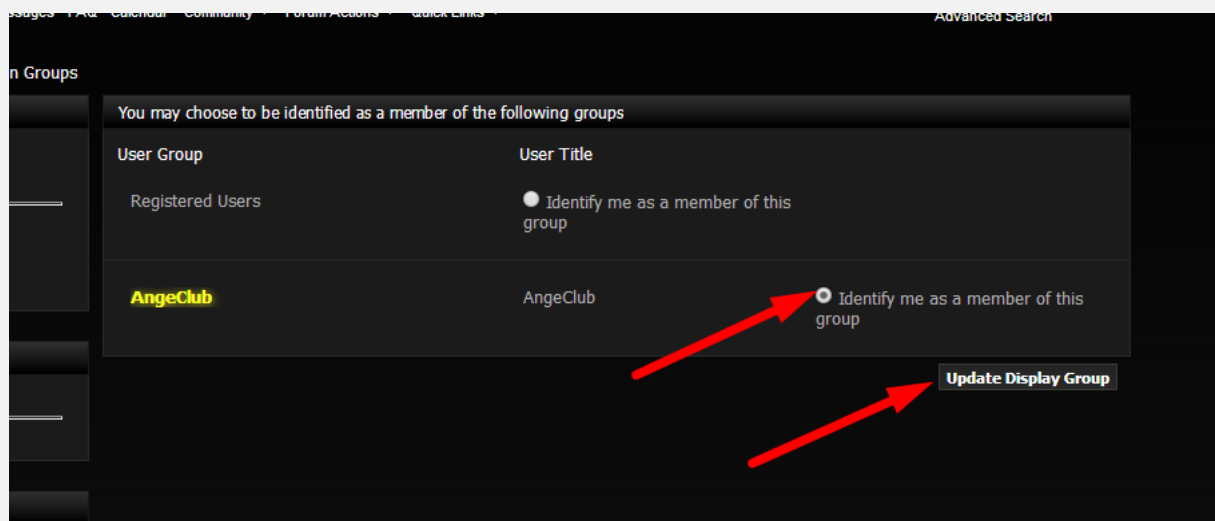 FAQ Calendar Community Forum Actions Quick Links
Advanced Search
n Groups
You may choose to be identified as a member of the following groups
User Group User Title
Registered Users Identify me as a member of this
group
AngeClub AngeClub Identify me as a member of this
group
Update Display Group